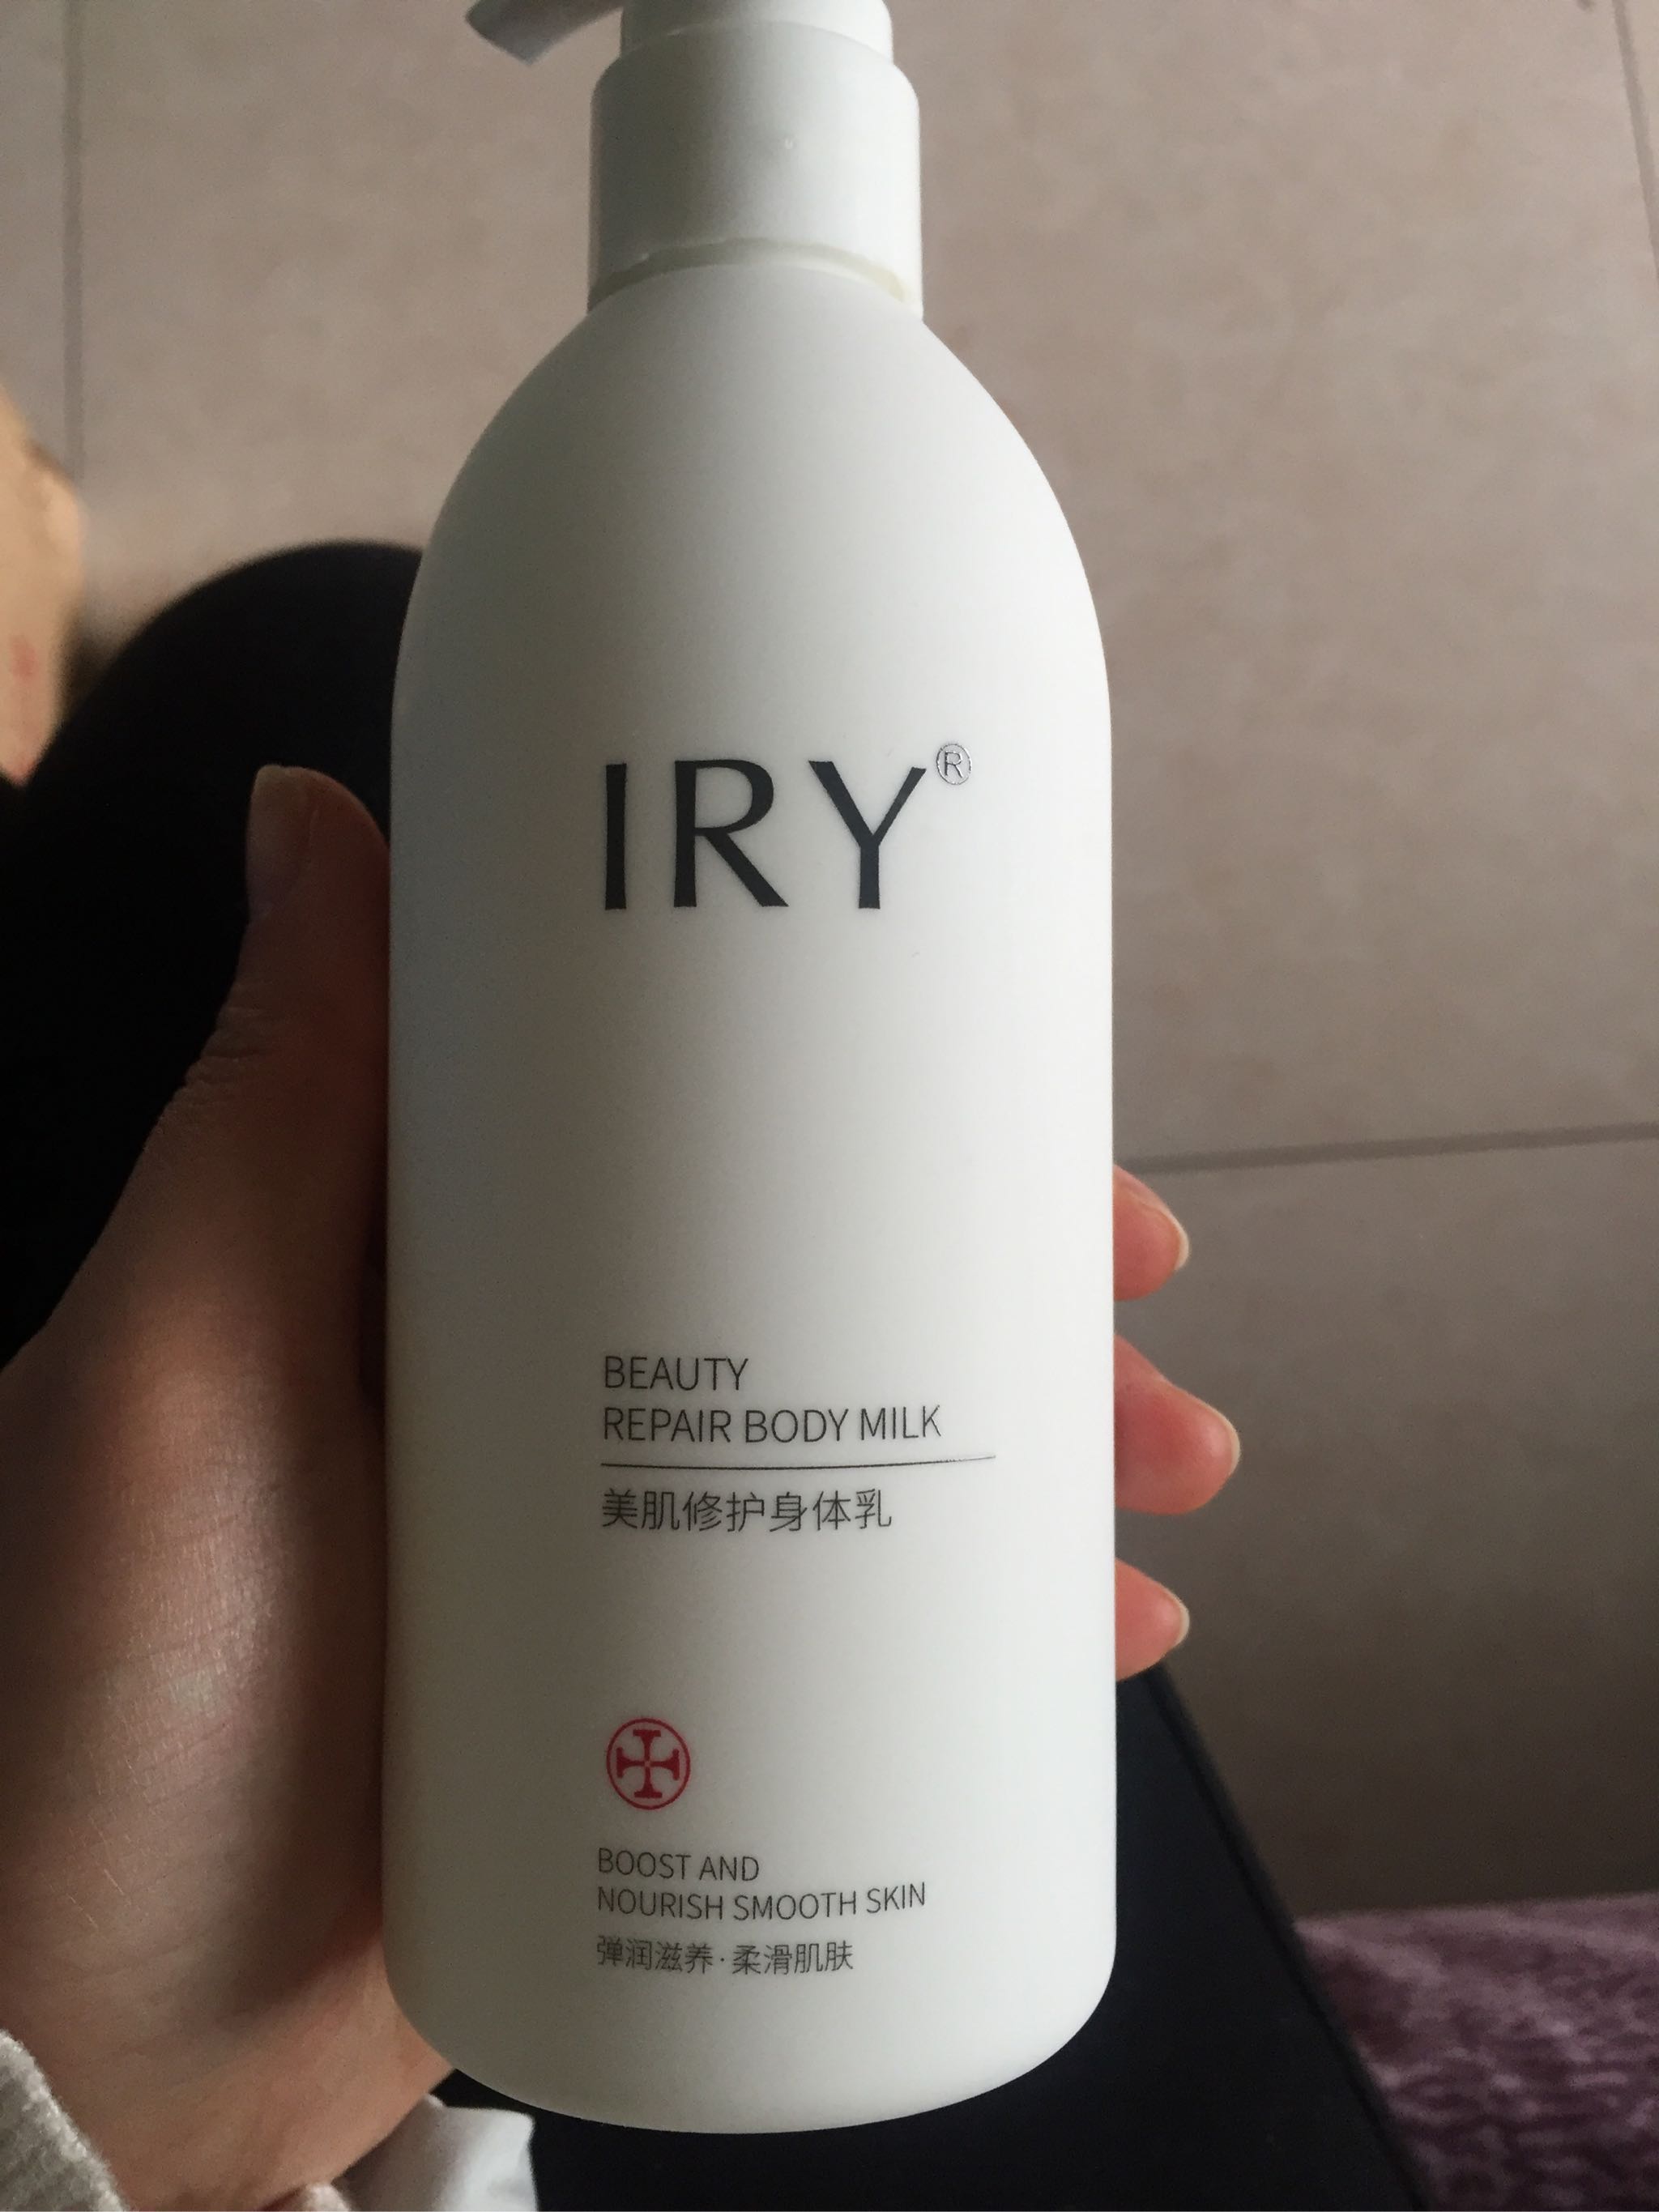 IRY®
BEAUTY
REPAIR BODY MILK
美肌修护身体乳
BOOST AND
NOURISH SMOOTH SKIN
弹润滋养·柔滑肌肤